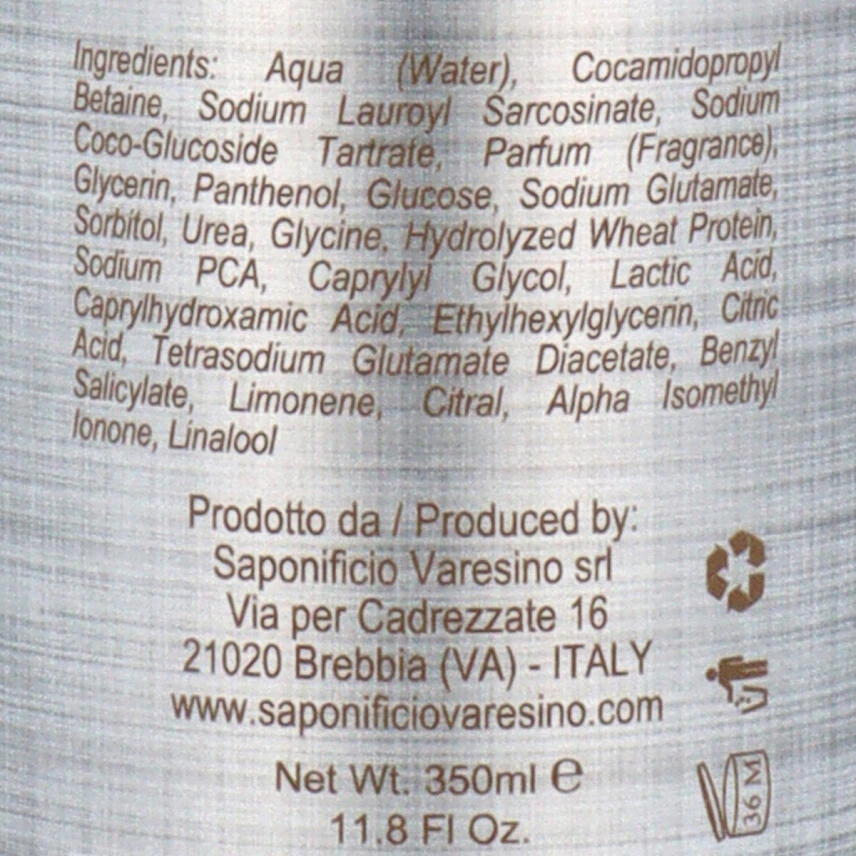 Ingredients: Aqua (Water), Cocamidopropyl
Betaine, Sodium Lauroyl Sarcosinate, Sodium
Coco-Glucoside Tartrate, Parfum (Fragrance),
Glycerin, Panthenol, Glucose, Sodium Glutamate,
Sorbitol, Urea, Glycine, Hydrolyzed Wheat Protein,
Sodium PCA, Caprylyl Glycol, Lactic Acid,
Caprylhydroxamic Acid, Ethylhexylglycerin, Citric
Acid, Tetrasodium Glutamate Diacetate, Benzyl
Salicylate, Limonene, Citral, Alpha Isomethyl
Ionone, Linalool
Prodotto da / Produced by:
Saponificio Varesino srl
Via per Cadrezzate 16
21020 Brebbia (VA) - ITALY
www.saponificiovaresino.com
Net Wt. 350ml ℮
11.8 Fl Oz.
36 M